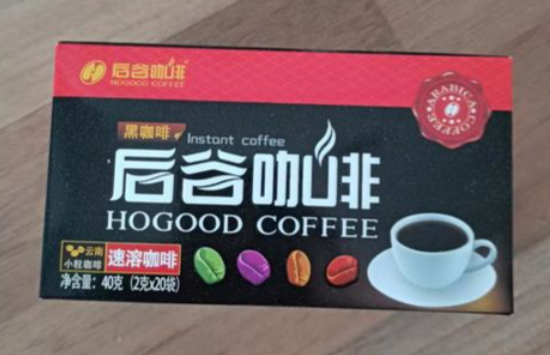 后谷咖啡
HOGOOD COFFEE
ARABICA
COFFEE
黑咖啡
Instant coffee
后谷咖啡
HOGOOD COFFEE
云南
小粒咖啡
速溶咖啡
净含量: 40克 (2克x20袋)